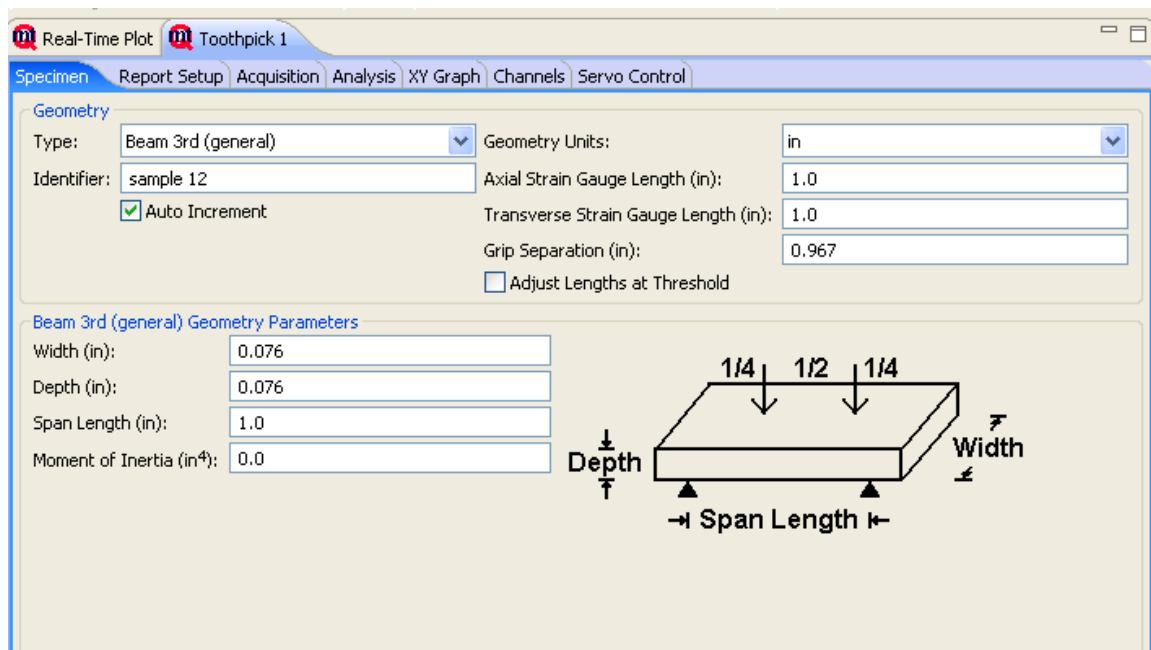 Real-Time Plot Toothpick 1
Specimen Report Setup Acquisition Analysis XY Graph Channels Servo Control
Geometry
Type: Beam 3rd (general) Geometry Units: in
Identifier: sample 12 Axial Strain Gauge Length (in): 1.0
Auto Increment Transverse Strain Gauge Length (in): 1.0
Grip Separation (in): 0.967
Adjust Lengths at Threshold
Beam 3rd (general) Geometry Parameters
Width (in): 0.076
Depth (in): 0.076
Span Length (in): 1.0
Moment of Inertia (in⁴): 0.0
1/4 1/2 1/4
Width
Depth
Span Length